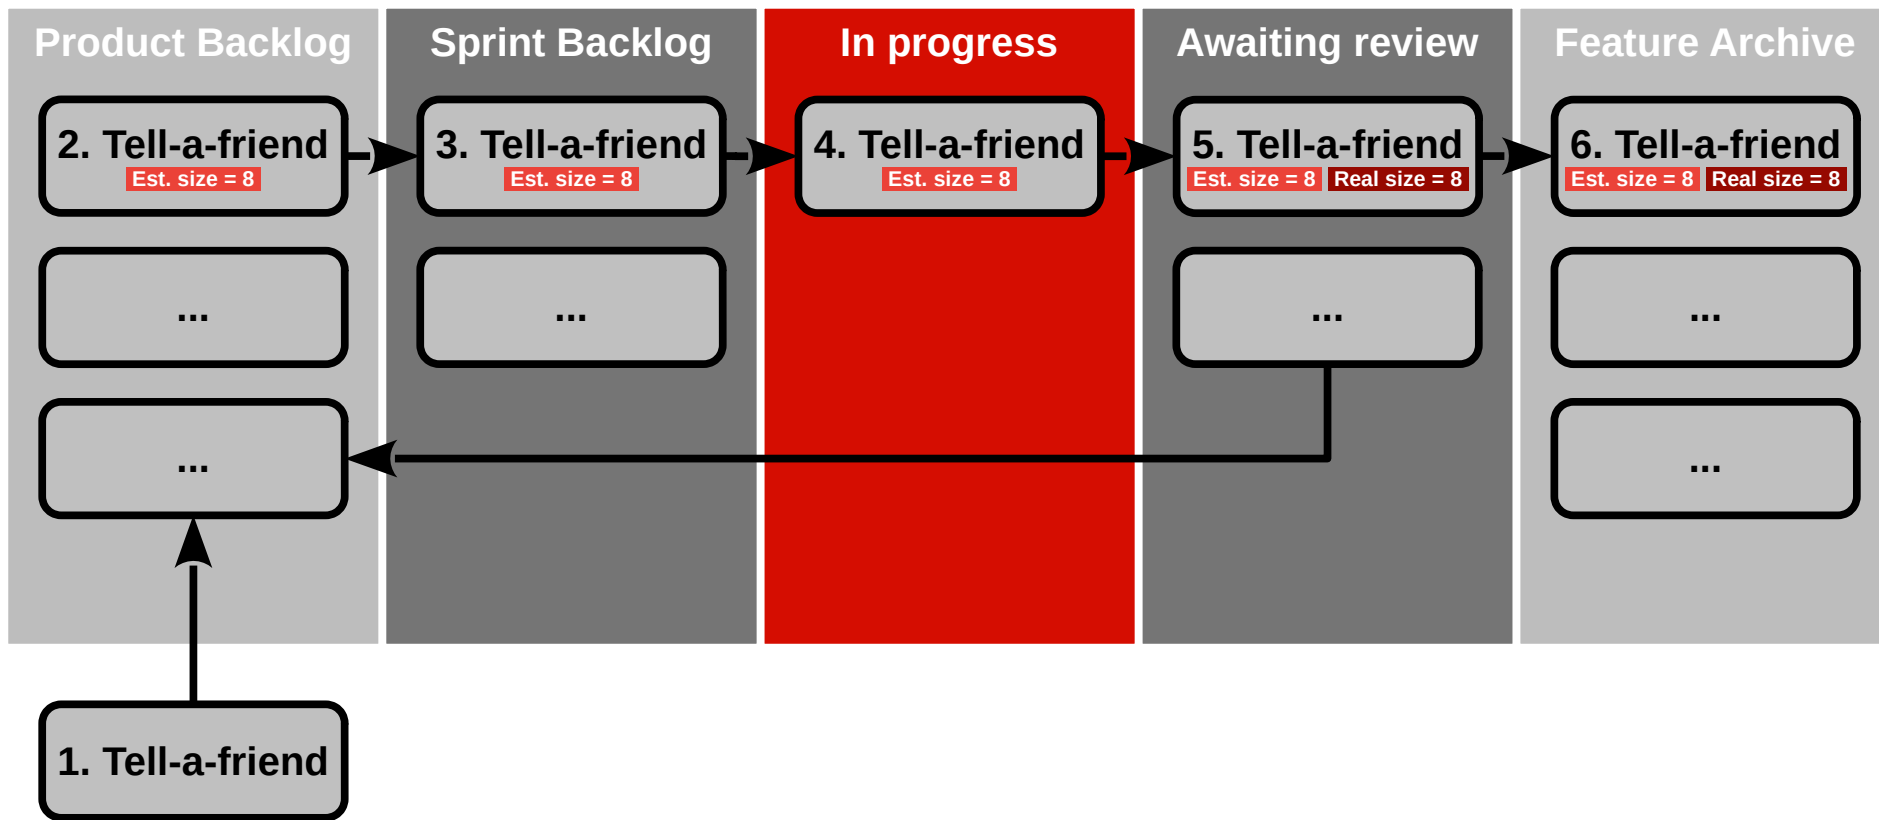 Product Backlog
Sprint Backlog
In progress
Awaiting review
Feature Archive
2. Tell-a-friend
Est. size = 8
3. Tell-a-friend
Est. size = 8
4. Tell-a-friend
Est. size = 8
5. Tell-a-friend
Est. size = 8 Real size = 8
6. Tell-a-friend
Est. size = 8 Real size = 8
...
...
...
...
...
...
1. Tell-a-friend